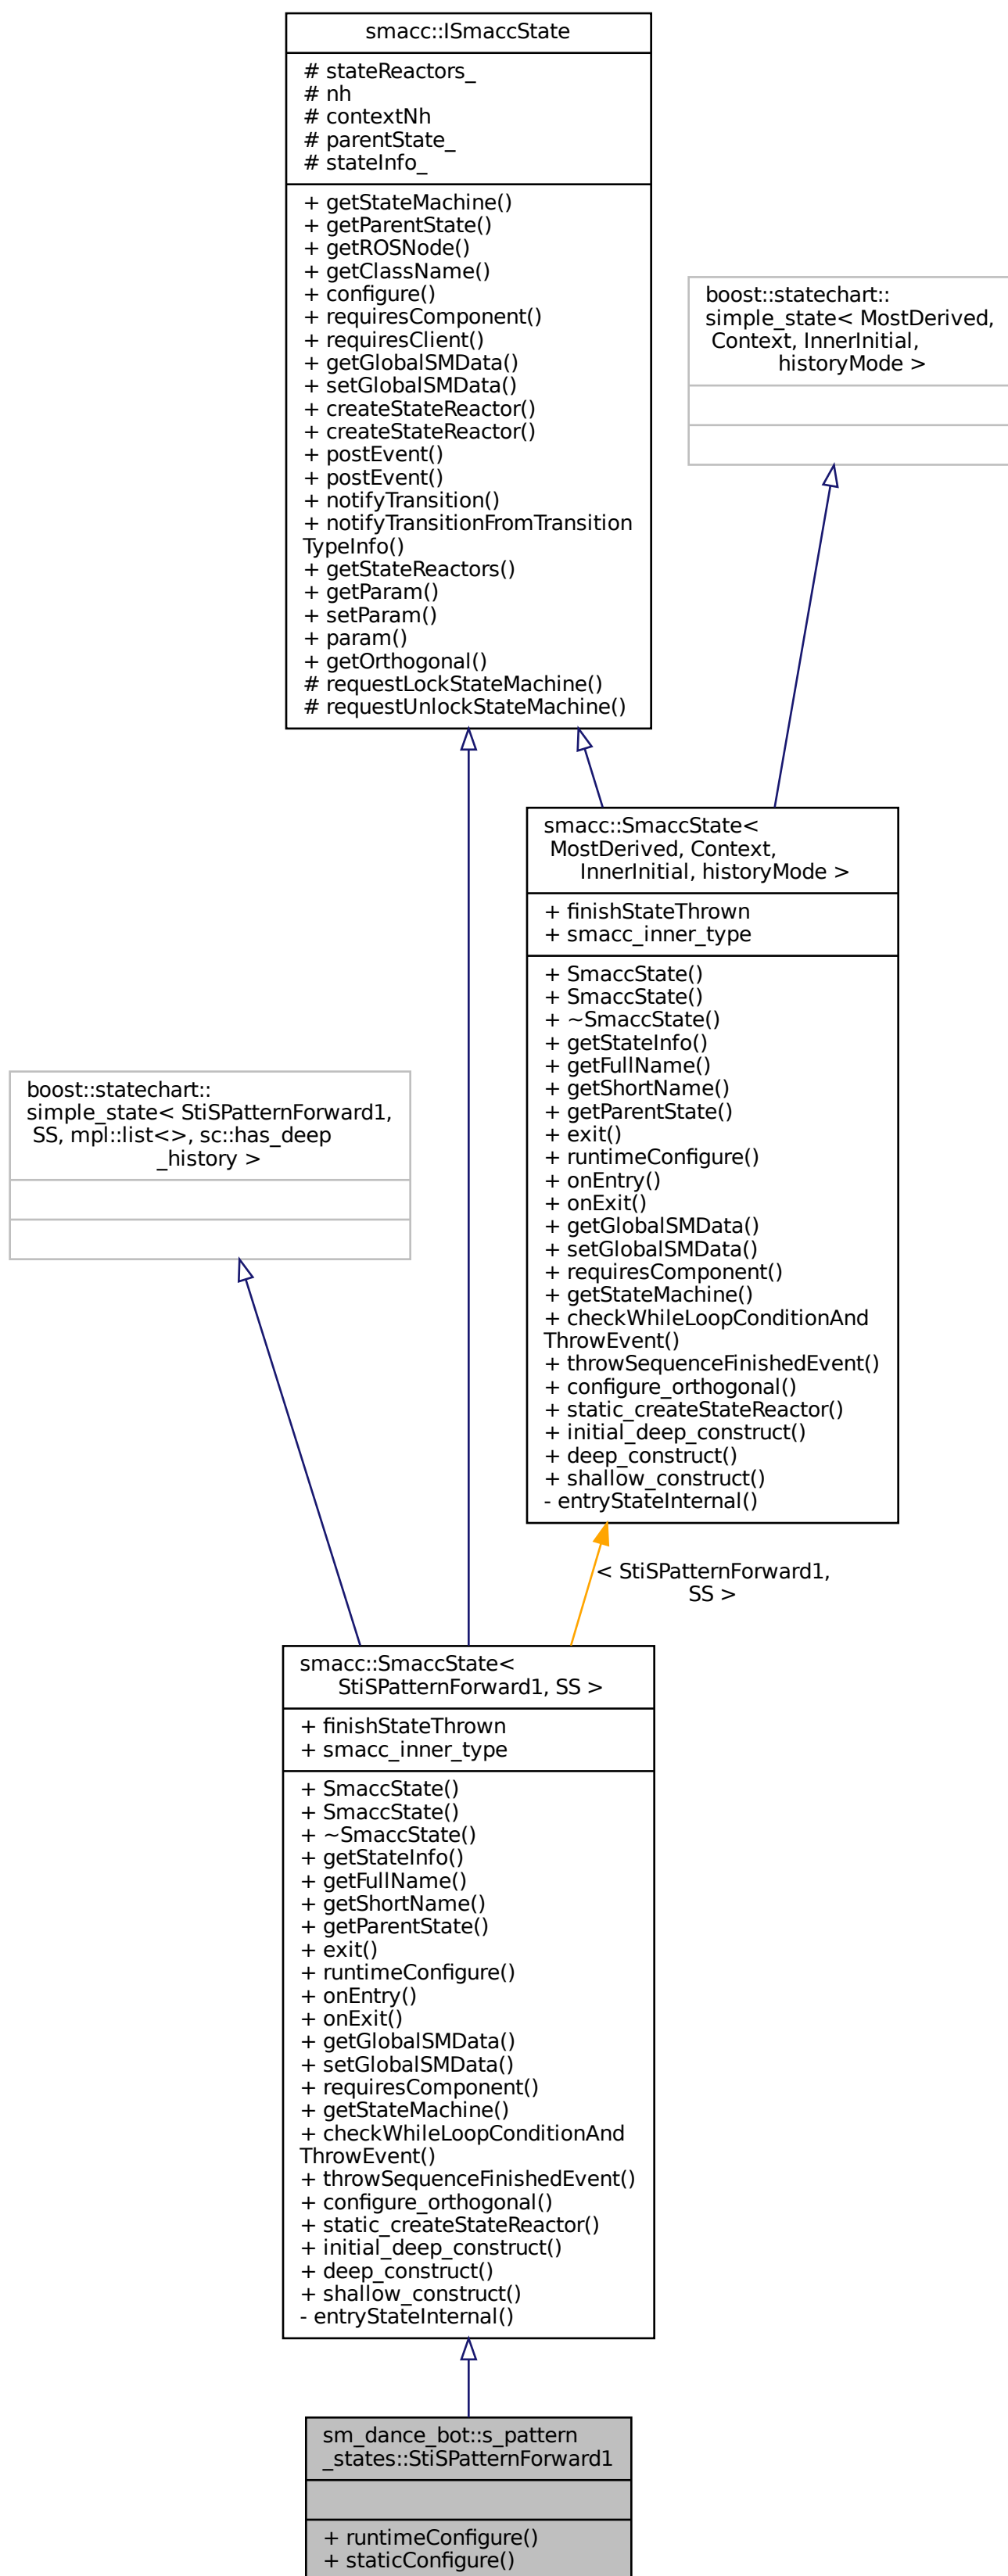 smacc::ISmaccState
# stateReactors_
# nh
# contextNh
# parentState_
# stateInfo_
+ getStateMachine()
+ getParentState()
+ getROSNode()
+ getClassName()
+ configure()
+ requiresComponent()
+ requiresClient()
+ getGlobalSMData()
+ setGlobalSMData()
+ createStateReactor()
+ createStateReactor()
+ postEvent()
+ postEvent()
+ notifyTransition()
+ notifyTransitionFromTransition
TypeInfo()
+ getStateReactors()
+ getParam()
+ setParam()
+ param()
+ getOrthogonal()
# requestLockStateMachine()
# requestUnlockStateMachine()
boost::statechart::
simple_state< MostDerived,
Context, InnerInitial,
historyMode >
smacc::SmaccState<
MostDerived, Context,
InnerInitial, historyMode >
+ finishStateThrown
+ smacc_inner_type
+ SmaccState()
+ SmaccState()
+ ~SmaccState()
+ getStateInfo()
+ getFullName()
+ getShortName()
+ getParentState()
+ exit()
+ runtimeConfigure()
+ onEntry()
+ onExit()
+ getGlobalSMData()
+ setGlobalSMData()
+ requiresComponent()
+ getStateMachine()
+ checkWhileLoopConditionAnd
ThrowEvent()
+ throwSequenceFinishedEvent()
+ configure_orthogonal()
+ static_createStateReactor()
+ initial_deep_construct()
+ deep_construct()
+ shallow_construct()
- entryStateInternal()
boost::statechart::
simple_state< StiSPatternForward1,
SS, mpl::list<>, sc::has_deep
_history >
< StiSPatternForward1,
SS >
smacc::SmaccState<
StiSPatternForward1, SS >
+ finishStateThrown
+ smacc_inner_type
+ SmaccState()
+ SmaccState()
+ ~SmaccState()
+ getStateInfo()
+ getFullName()
+ getShortName()
+ getParentState()
+ exit()
+ runtimeConfigure()
+ onEntry()
+ onExit()
+ getGlobalSMData()
+ setGlobalSMData()
+ requiresComponent()
+ getStateMachine()
+ checkWhileLoopConditionAnd
ThrowEvent()
+ throwSequenceFinishedEvent()
+ configure_orthogonal()
+ static_createStateReactor()
+ initial_deep_construct()
+ deep_construct()
+ shallow_construct()
- entryStateInternal()
sm_dance_bot::s_pattern
_states::StiSPatternForward1
+ runtimeConfigure()
+ staticConfigure()